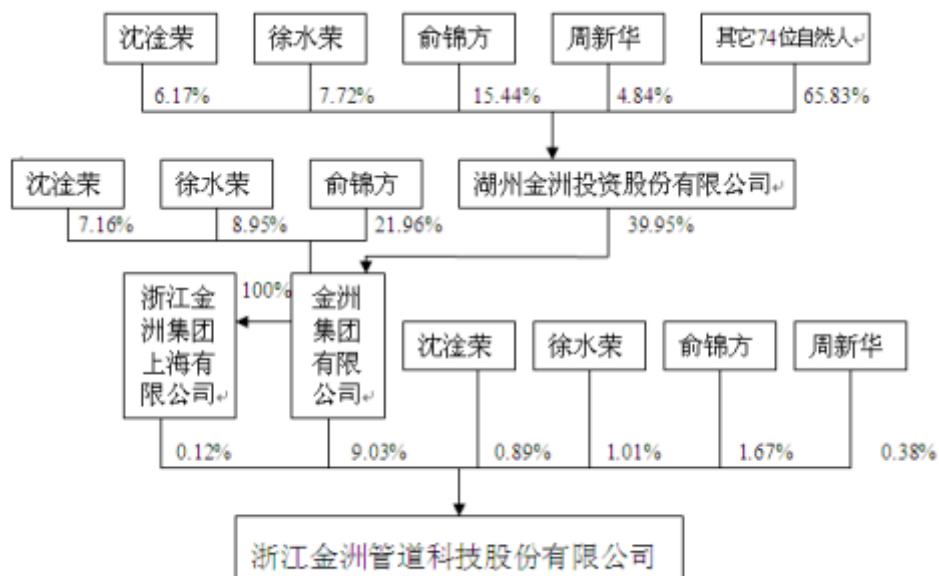 沈淦荣 徐水荣 俞锦方 周新华 其它74位自然人
6.17% 7.72% 15.44% 4.84% 65.83%
沈淦荣 徐水荣 俞锦方 湖州金洲投资股份有限公司
7.16% 8.95% 21.96% 39.95%
浙江金
洲集团
上海有
限公司
100%
金洲
集团
有限
公司
沈淦荣 徐水荣 俞锦方 周新华
0.12% 9.03% 0.89% 1.01% 1.67% 0.38%
浙江金洲管道科技股份有限公司